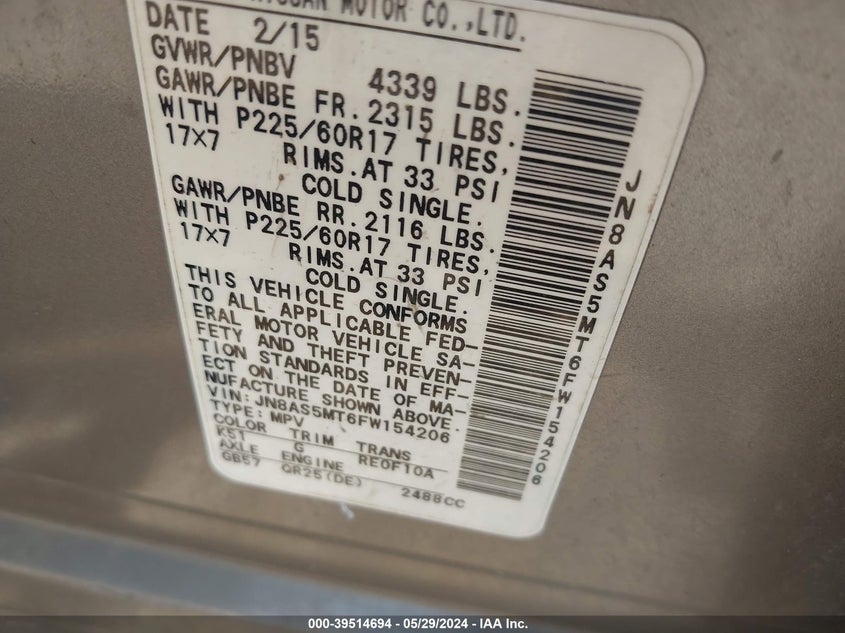 MOTOR CO.,LTD.
DATE 2/15
GVWR/PNBV 4339 LBS.
GAWR/PNBE FR. 2315 LBS.
WITH P225/60R17 TIRES,
17X7 RIMS.AT 33 PSI
COLD SINGLE.
GAWR/PNBE RR. 2116 LBS.
WITH P225/60R17 TIRES,
17X7 RIMS.AT 33 PSI
COLD SINGLE.
THIS VEHICLE CONFORMS
TO ALL APPLICABLE FED-
ERAL MOTOR VEHICLE SA-
FETY AND THEFT PREVEN-
TION STANDARDS IN EFF-
ECT ON THE DATE OF MA-
NUFACTURE SHOWN ABOVE.
VIN: JN8AS5MT6FW154206
TYPE: MPV
COLOR TRIM TRANS
K51 G RE0F10A
AXLE ENGINE
GB57 QR25(DE) 2488CC
JN8AS5MT6FW154206
000-39514694 - 05/29/2024 - IAA Inc.